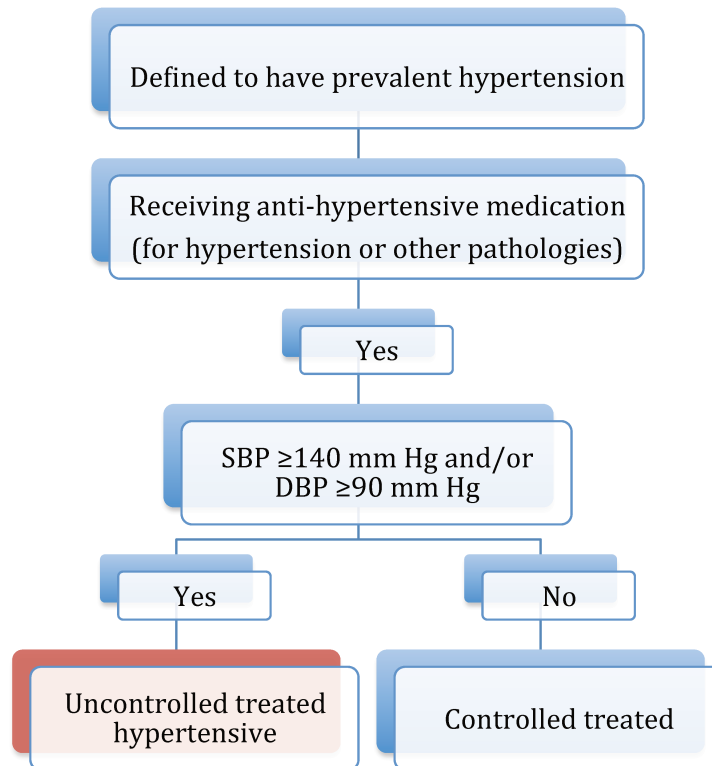 Defined to have prevalent hypertension
Receiving anti-hypertensive medication
(for hypertension or other pathologies)
Yes
SBP ≥140 mm Hg and/or
DBP ≥90 mm Hg
Yes
No
Uncontrolled treated
hypertensive
Controlled treated